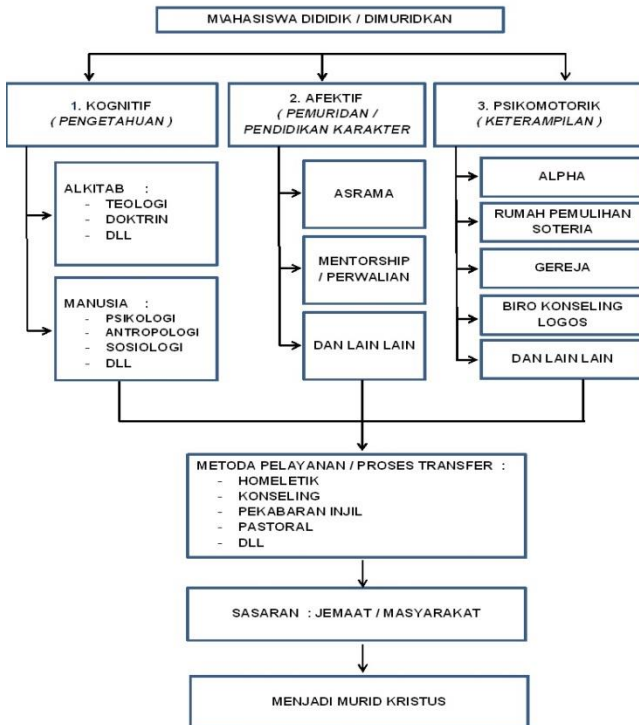 M\AHASISWA DIDIDIK / DIMURIDKAN
1. KOGNITIF
( PENGETAHUAN )
2. AFEKTIF
( PEMURIDAN /
PENDIDIKAN KARAKTER
3. PSIKOMOTORIK
( KETERAMPILAN )
ALKITAB :
- TEOLOGI
- DOKTRIN
- DLL
MANUSIA :
- PSIKOLOGI
- ANTROPOLOGI
- SOSIOLOGI
- DLL
ASRAMA
MENTORSHIP
/ PERWALIAN
DAN LAIN LAIN
ALPHA
RUMAH PEMULIHAN
SOTERIA
GEREJA
BIRO KONSELING
LOGOS
DAN LAIN LAIN
METODA PELAYANAN / PROSES TRANSFER :
- HOMELETIK
- KONSELING
- PEKABARAN INJIL
- PASTORAL
- DLL
SASARAN : JEMAAT / MASYARAKAT
MENJADI MURID KRISTUS